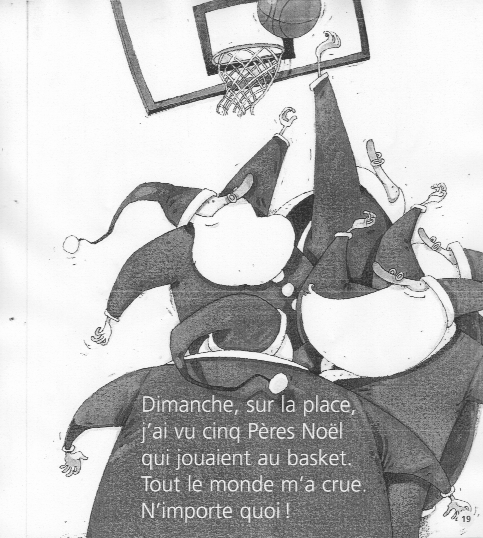 Dimanche, sur la place,
j'ai vu cinq Pères Noël
qui jouaient au basket.
Tout le monde m'a crue.
N'importe quoi !
19